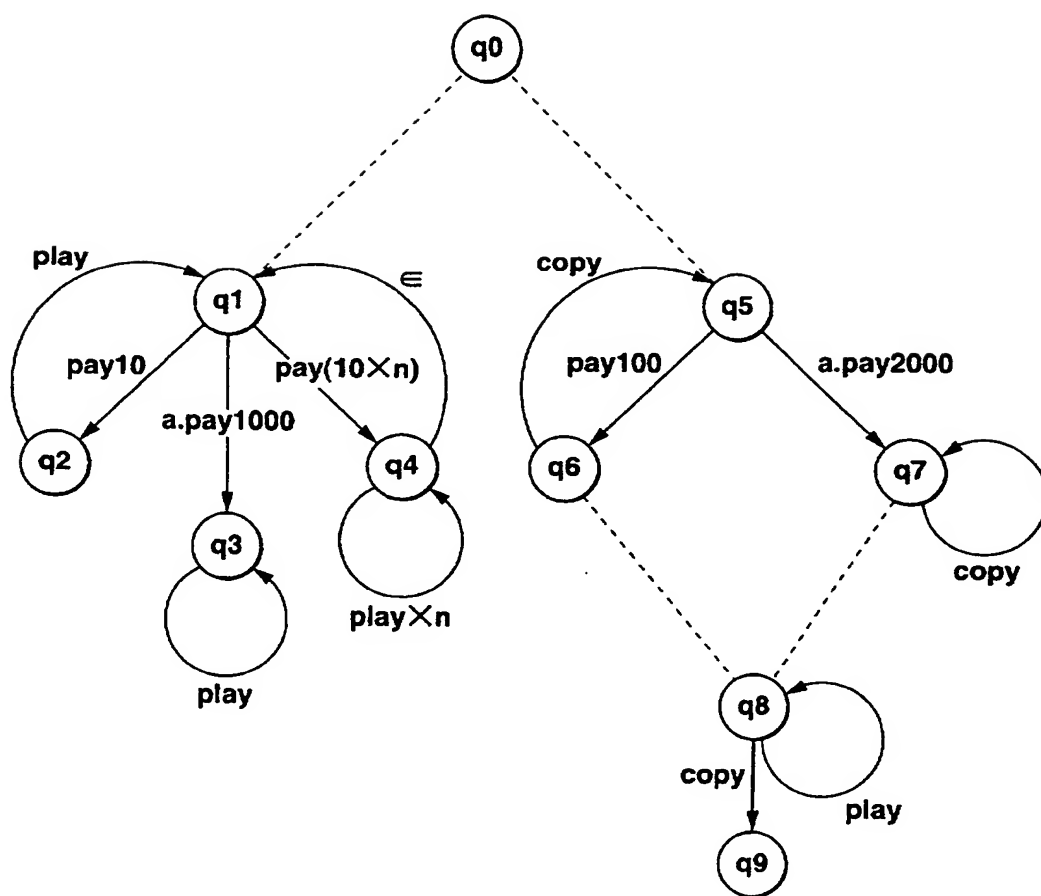 q0
play
∈
copy
q1
q5
pay10
pay(10×n)
pay100
a.pay2000
a.pay1000
q2
q4
q6
q7
q3
copy
play×n
play
q8
copy
play
q9